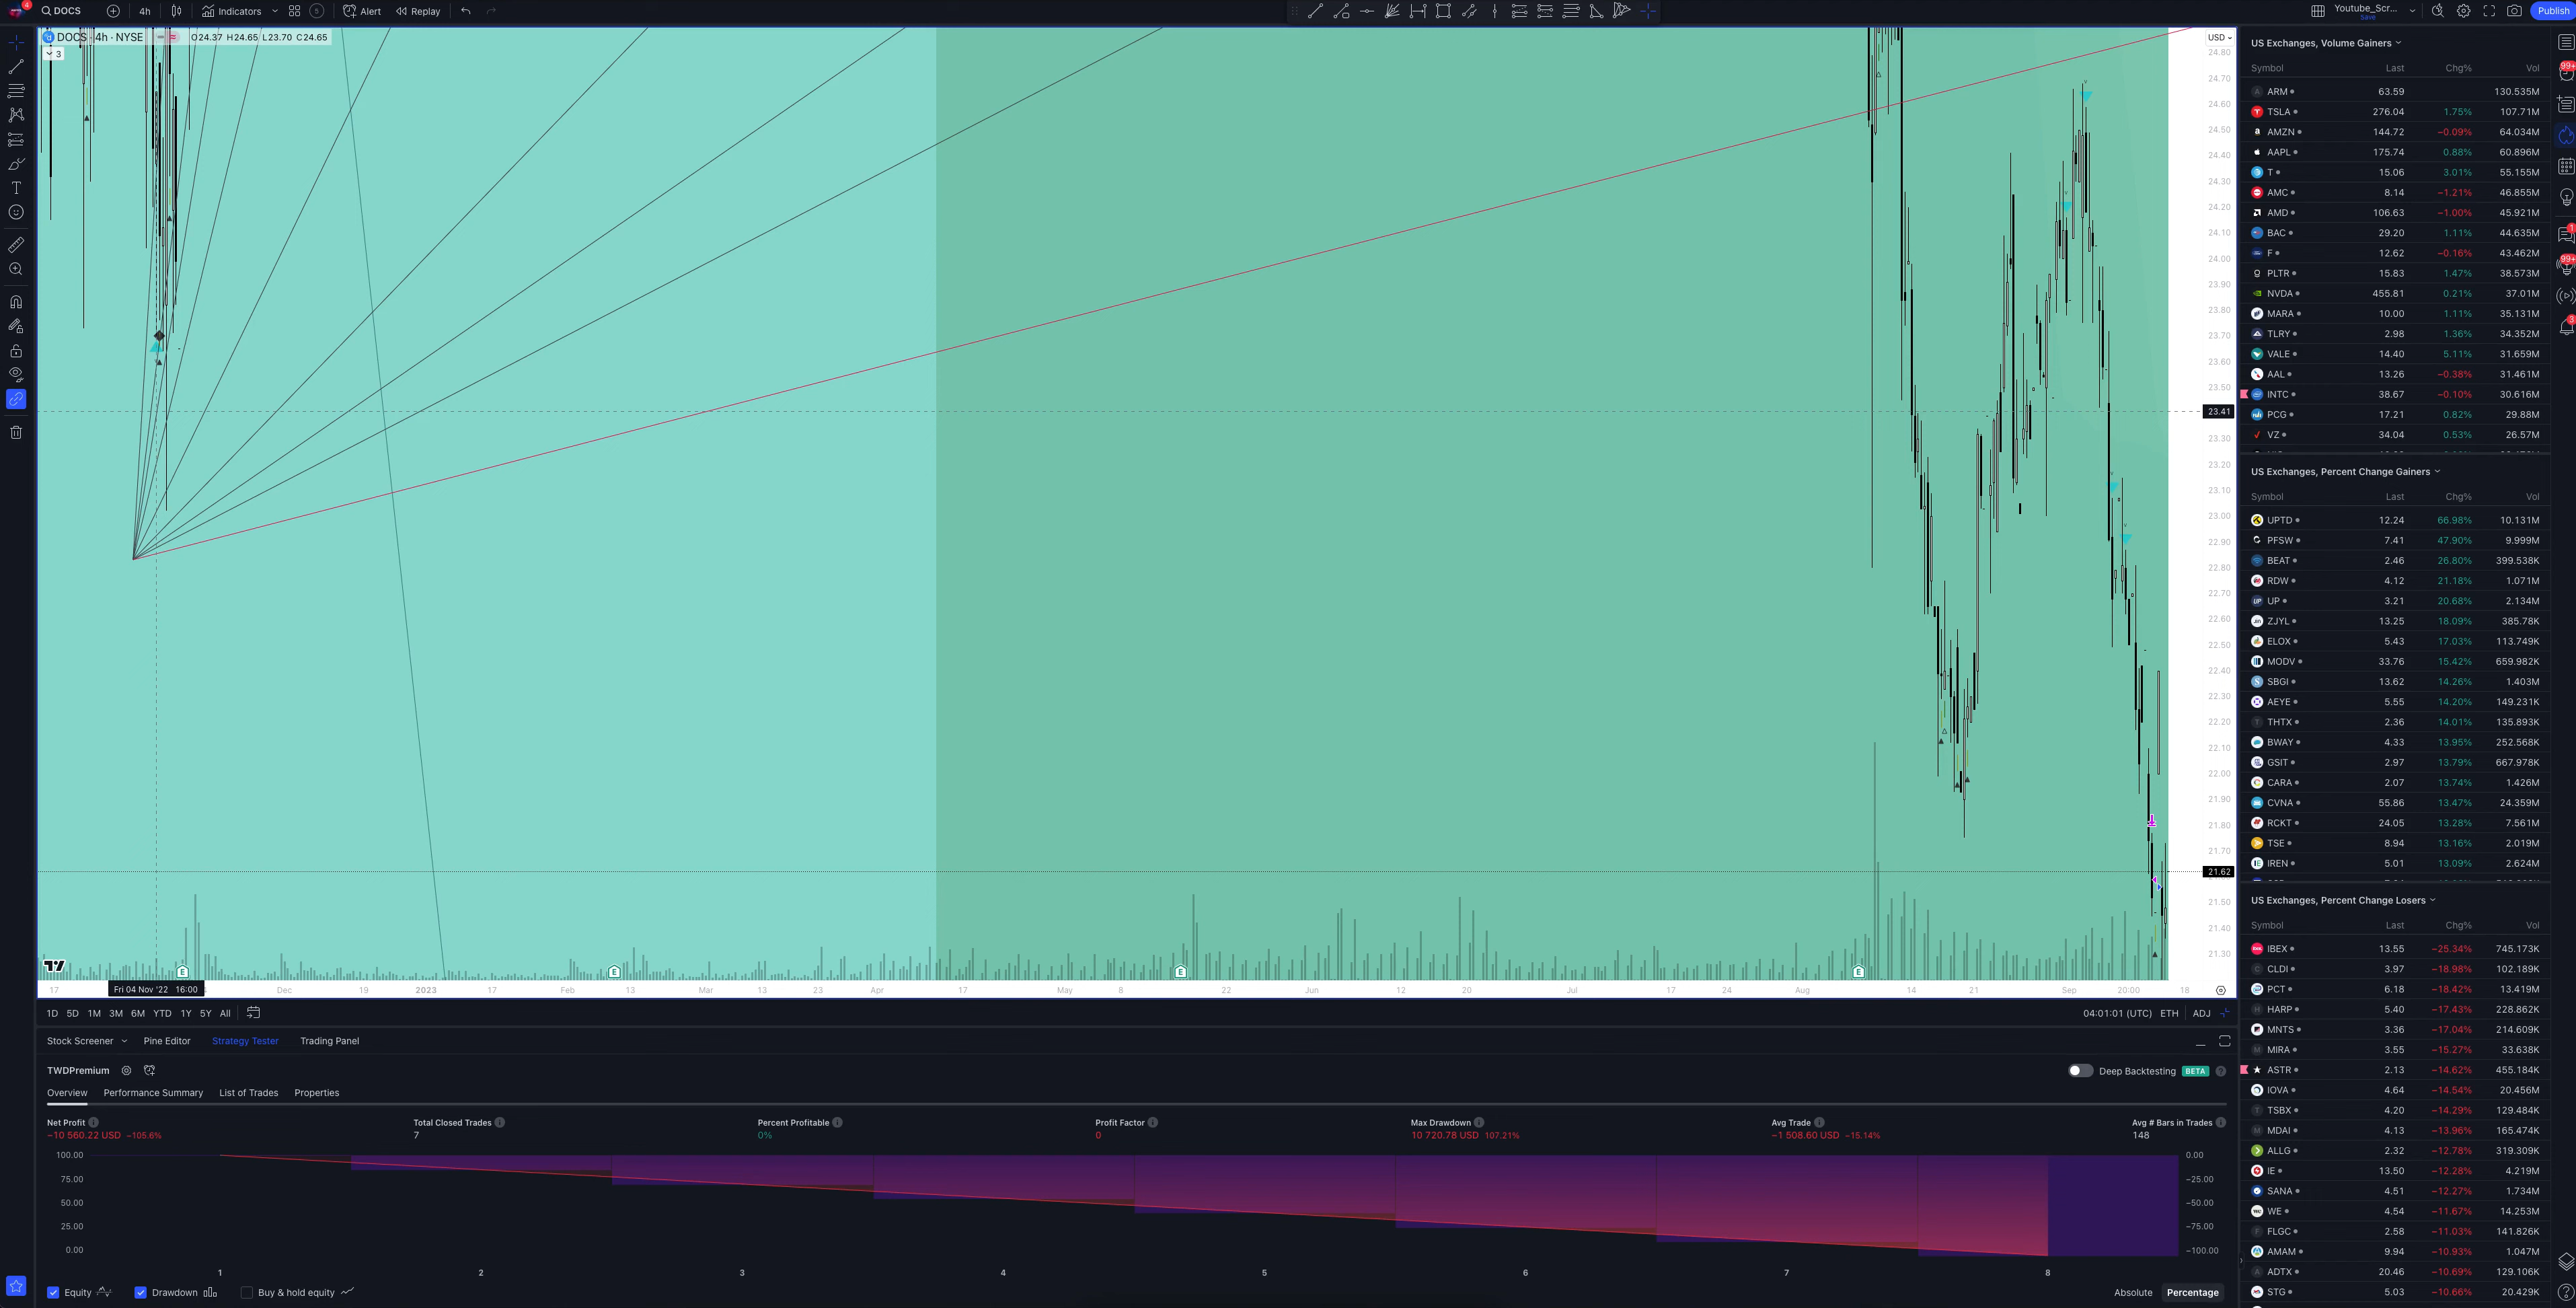 4
DOCS
4h
Indicators
Alert
Replay
Youtube_Scr...
Save
Publish
DOCS · 4h · NYSE O24.37 H24.65 L23.70 C24.65
3
USD
24.80
24.70
24.60
24.50
24.40
24.30
24.20
24.10
24.00
23.90
23.80
23.70
23.60
23.50
23.41
23.30
23.20
23.10
23.00
22.90
22.80
22.70
22.60
22.50
22.40
22.30
22.20
22.10
22.00
21.90
21.80
21.70
21.62
21.50
21.40
21.30
E E E E
17 Fri 04 Nov '22 16:00 Dec 19 2023 17 Feb 13 Mar 13 23 Apr 17 May 8 22 Jun 12 20 Jul 17 24 Aug 14 21 Sep 20:00 18
1D 5D 1M 3M 6M YTD 1Y 5Y All
04:01:01 (UTC) ETH ADJ
Stock Screener Pine Editor Strategy Tester Trading Panel
TWDPremium
Deep Backtesting BETA
Overview Performance Summary List of Trades Properties
Net Profit Total Closed Trades Percent Profitable Profit Factor Max Drawdown Avg Trade Avg # Bars in Trades
−10 560.22 USD −105.6% 7 0% 0 10 720.78 USD 107.21% −1 508.60 USD −15.14% 148
100.00 0.00
75.00 −25.00
50.00 −50.00
25.00 −75.00
0.00 −100.00
1 2 3 4 5 6 7 8
Equity Drawdown Buy & hold equity
Absolute Percentage
US Exchanges, Volume Gainers
Symbol Last Chg% Vol
ARM 63.59 130.535M
TSLA 276.04 1.75% 107.71M
AMZN 144.72 −0.09% 64.034M
AAPL 175.74 0.88% 60.896M
T 15.06 3.01% 55.155M
AMC 8.14 −1.21% 46.855M
AMD 106.63 −1.00% 45.921M
BAC 29.20 1.11% 44.635M
F 12.62 −0.16% 43.462M
PLTR 15.83 1.47% 38.573M
NVDA 455.81 0.21% 37.01M
MARA 10.00 1.11% 35.131M
TLRY 2.98 1.36% 34.352M
VALE 14.40 5.11% 31.659M
AAL 13.26 −0.38% 31.461M
INTC 38.67 −0.10% 30.616M
PCG 17.21 0.82% 29.88M
VZ 34.04 0.53% 26.57M
US Exchanges, Percent Change Gainers
Symbol Last Chg% Vol
UPTD 12.24 66.98% 10.131M
PFSW 7.41 47.90% 9.999M
BEAT 2.46 26.80% 399.538K
RDW 4.12 21.18% 1.071M
UP 3.21 20.68% 2.134M
ZJYL 13.25 18.09% 385.78K
ELOX 5.43 17.03% 113.749K
MODV 33.76 15.42% 659.982K
SBGI 13.62 14.26% 1.403M
AEYE 5.55 14.20% 149.231K
THTX 2.36 14.01% 135.893K
BWAY 4.33 13.95% 252.568K
GSIT 2.97 13.79% 667.978K
CARA 2.07 13.74% 1.426M
CVNA 55.86 13.47% 24.359M
RCKT 24.05 13.28% 7.561M
TSE 8.94 13.16% 2.019M
IREN 5.01 13.09% 2.624M
US Exchanges, Percent Change Losers
Symbol Last Chg% Vol
IBEX 13.55 −25.34% 745.173K
CLDI 3.97 −18.98% 102.189K
PCT 6.18 −18.42% 13.419M
HARP 5.40 −17.43% 228.862K
MNTS 3.36 −17.04% 214.609K
MIRA 3.55 −15.27% 33.638K
ASTR 2.13 −14.62% 455.184K
IOVA 4.64 −14.54% 20.456M
TSBX 4.20 −14.29% 129.484K
MDAI 4.13 −13.96% 165.474K
ALLG 2.32 −12.78% 319.309K
IE 13.50 −12.28% 4.219M
SANA 4.51 −12.27% 1.734M
WE 4.54 −11.67% 14.253M
FLGC 2.58 −11.03% 141.826K
AMAM 9.94 −10.93% 1.047M
ADTX 20.46 −10.69% 129.106K
STG 5.03 −10.66% 20.429K
99+
1
99+
3